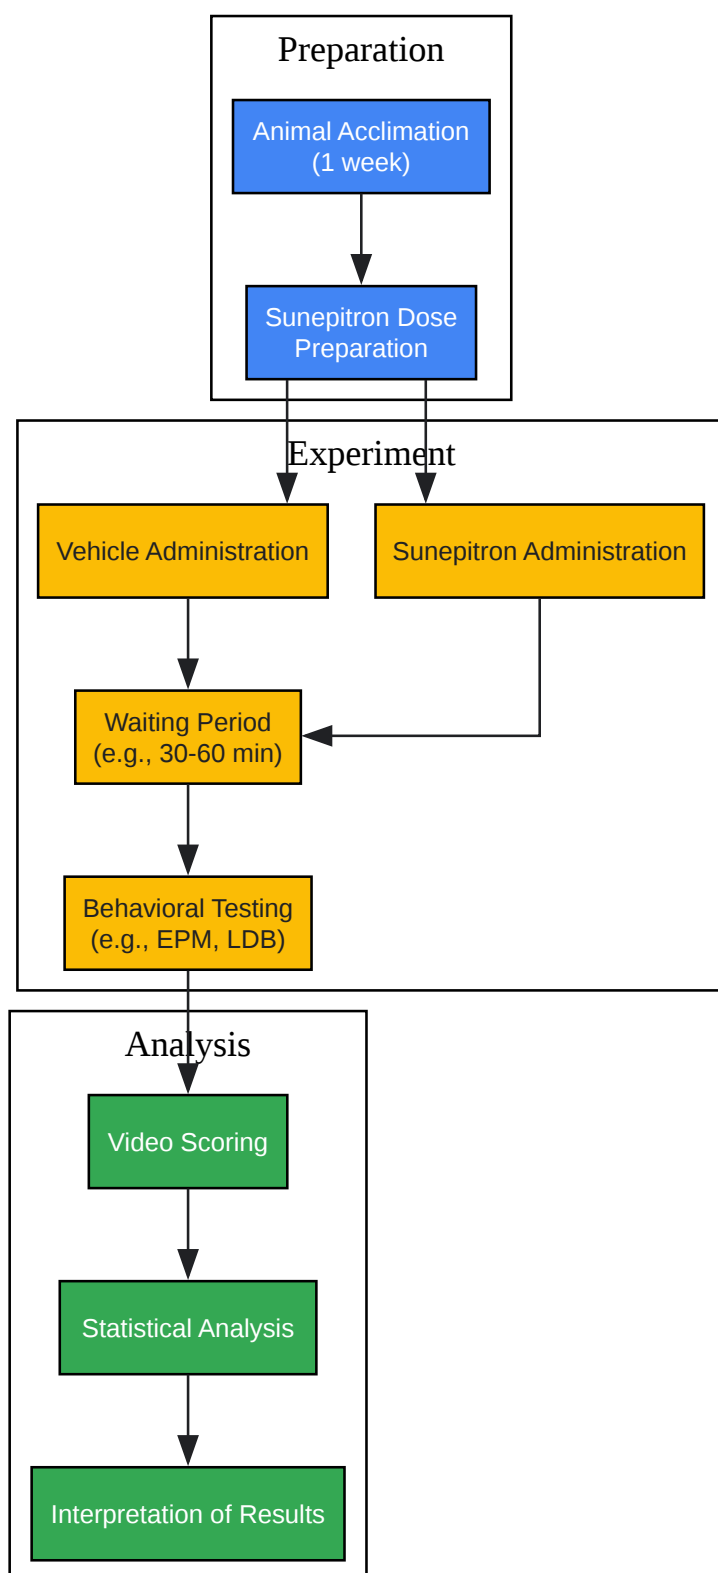 Preparation
Animal Acclimation
(1 week)
Sunepitron Dose
Preparation
Experiment
Vehicle Administration
Sunepitron Administration
Waiting Period
(e.g., 30-60 min)
Behavioral Testing
(e.g., EPM, LDB)
Analysis
Video Scoring
Statistical Analysis
Interpretation of Results